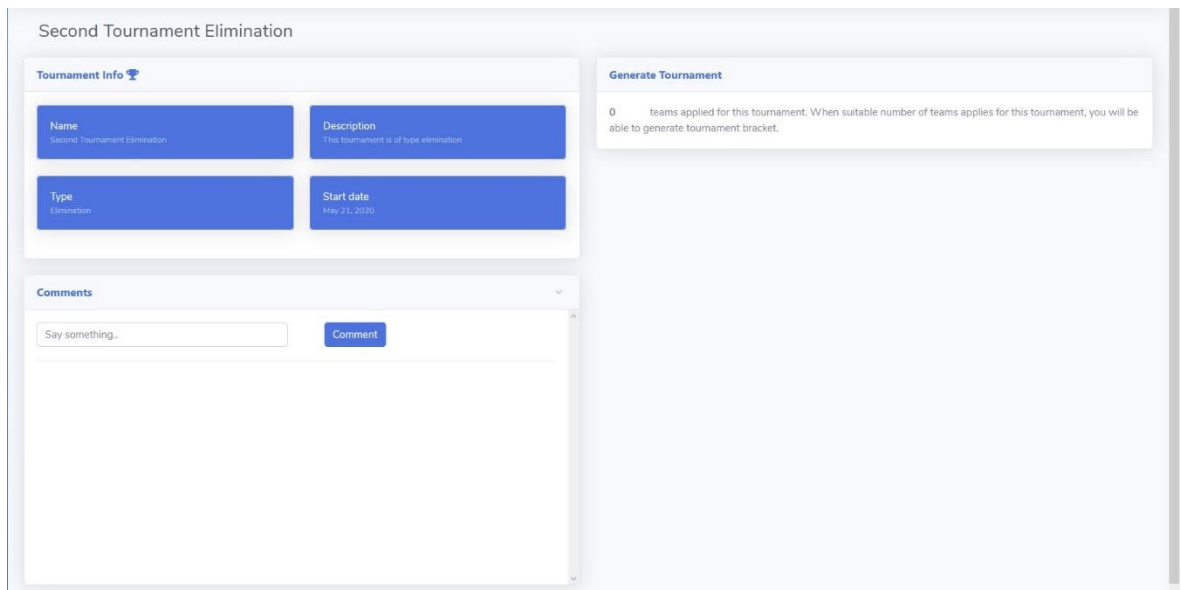 Second Tournament Elimination
Tournament Info
Name
Second Tournament Elimination
Description
This tournament is of type elimination
Type
Elimination
Start date
May 21, 2020
Comments
Say something..
Comment
Generate Tournament
0 teams applied for this tournament. When suitable number of teams applies for this tournament, you will be
able to generate tournament bracket.